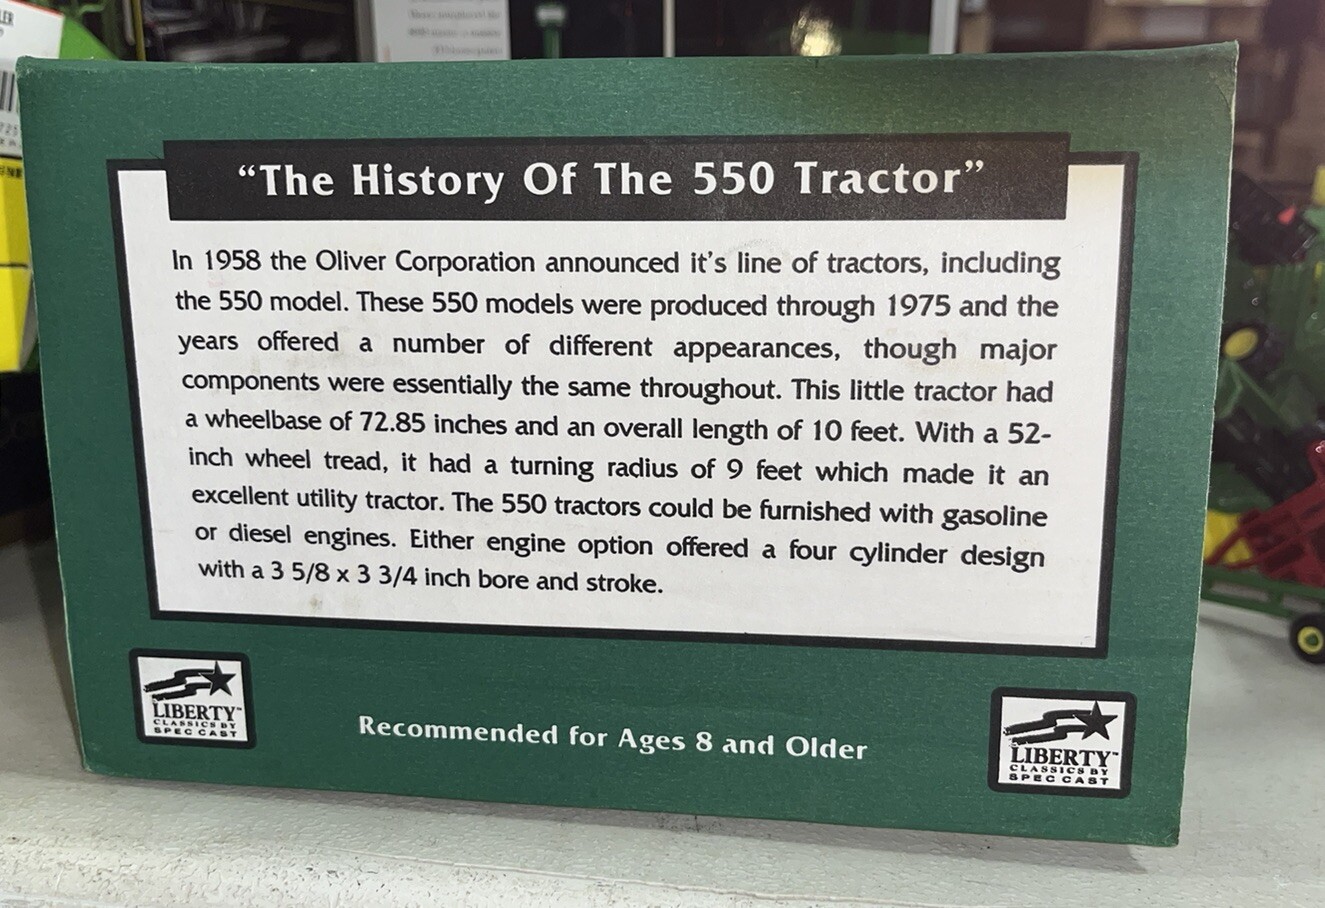 "The History Of The 550 Tractor"
In 1958 the Oliver Corporation announced it's line of tractors, including
the 550 model. These 550 models were produced through 1975 and the
years offered a number of different appearances, though major
components were essentially the same throughout. This little tractor had
a wheelbase of 72.85 inches and an overall length of 10 feet. With a 52-
inch wheel tread, it had a turning radius of 9 feet which made it an
excellent utility tractor. The 550 tractors could be furnished with gasoline
or diesel engines. Either engine option offered a four cylinder design
with a 3 5/8 x 3 3/4 inch bore and stroke.
LIBERTY™
CLASSICS BY
SPEC CAST
Recommended for Ages 8 and Older
LIBERTY™
CLASSICS BY
SPEC CAST